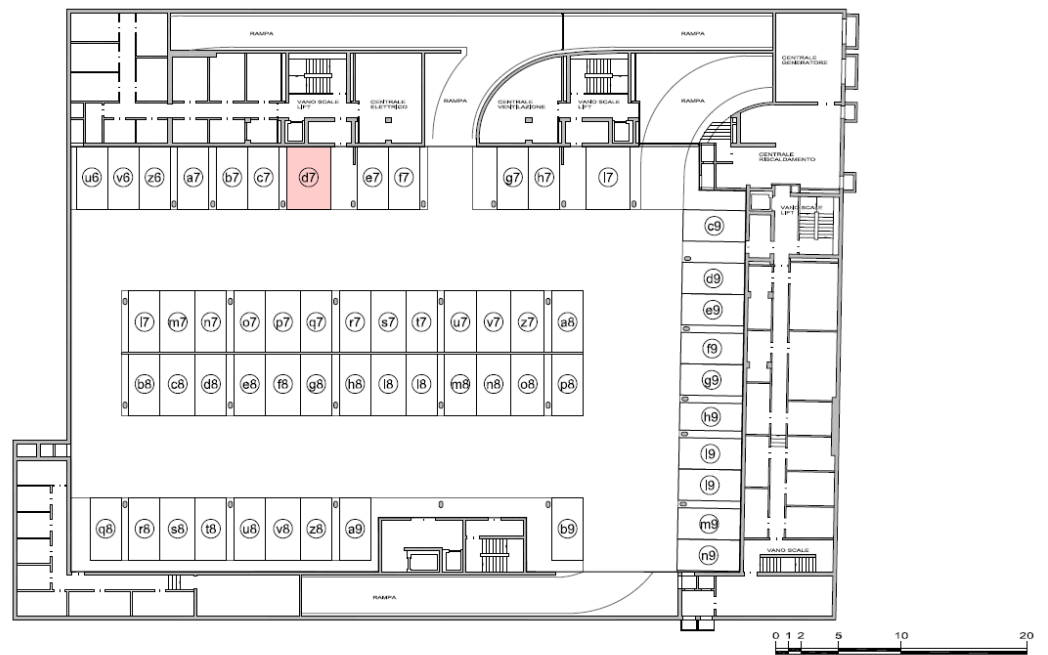 RAMPA
RAMPA
CENTRALE
GENERATORE
VANO SCALE
LIFT
CENTRALE
ELETTRICO
RAMPA
CENTRALE
VENTILAZIONE
VANO SCALE
LIFT
RAMPA
CENTRALE
RISCALDAMENTO
u6 v6 z6 a7 b7 c7 d7 e7 f7 g7 h7 I7
VANO SCALE
LIFT
c9
d9
e9
l7 m7 n7 o7 p7 q7 r7 s7 t7 u7 v7 z7 a8
f9
b8 c8 d8 e8 f8 g8 h8 I8 l8 m8 n8 o8 p8
g9
h9
I9
l9
q8 r8 s8 t8 u8 v8 z8 a9 b9
m9
n9
VANO SCALE
RAMPA
0 1 2 5 10 20